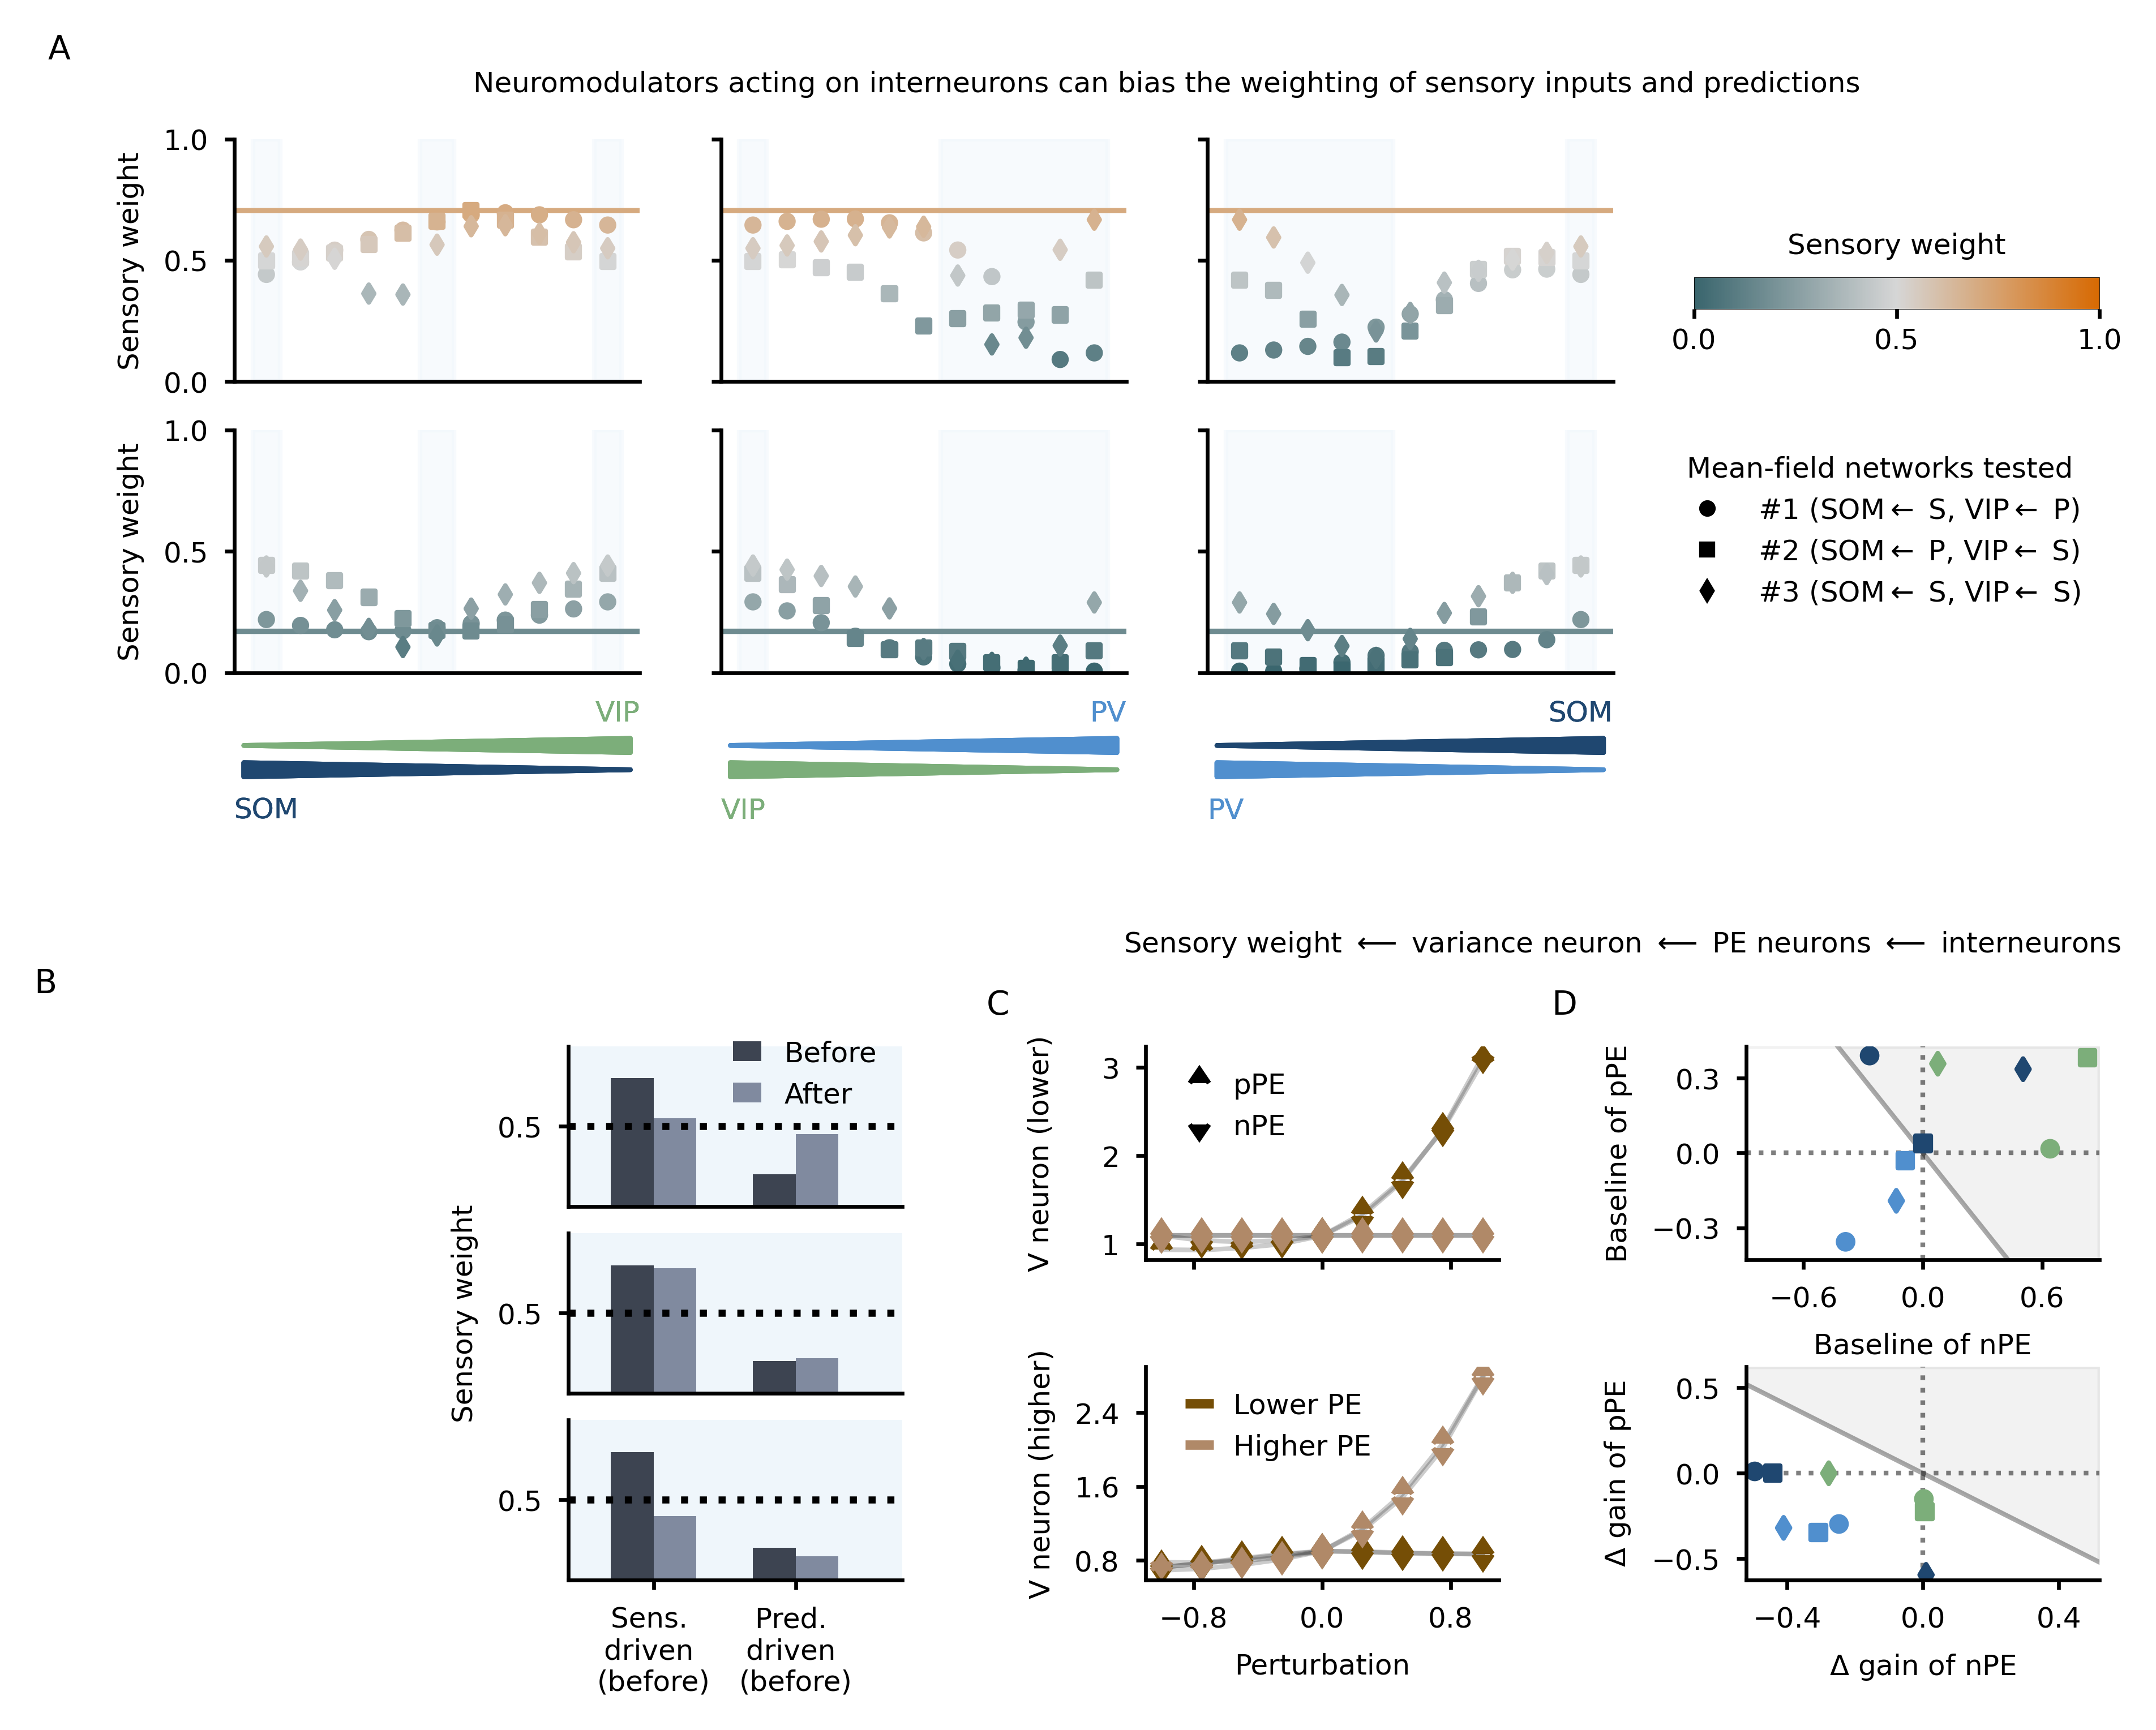 A
Neuromodulators acting on interneurons can bias the weighting of sensory inputs and predictions
Sensory weight
1.0
0.5
0.0
Sensory weight
0.0
0.5
1.0
Sensory weight
1.0
0.5
0.0
Mean-field networks tested
#1 (SOM← S, VIP← P)
#2 (SOM← P, VIP← S)
#3 (SOM← S, VIP← S)
VIP
SOM
PV
VIP
SOM
PV
Sensory weight ⟵ variance neuron ⟵ PE neurons ⟵ interneurons
B
Sensory weight
Before
After
0.5
0.5
0.5
Sens.
driven
(before)
Pred.
driven
(before)
C
V neuron (lower)
3
2
1
pPE
nPE
V neuron (higher)
2.4
1.6
0.8
Lower PE
Higher PE
−0.8
0.0
0.8
Perturbation
D
Baseline of pPE
0.3
0.0
−0.3
−0.6
0.0
0.6
Baseline of nPE
Δ gain of pPE
0.5
0.0
−0.5
−0.4
0.0
0.4
Δ gain of nPE